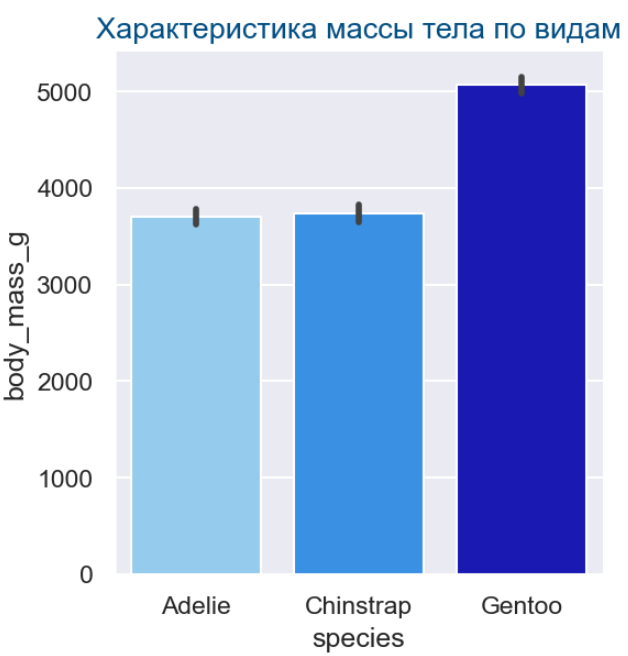 Характеристика массы тела по видам
body_mass_g
5000
4000
3000
2000
1000
0
Adelie Chinstrap Gentoo
species